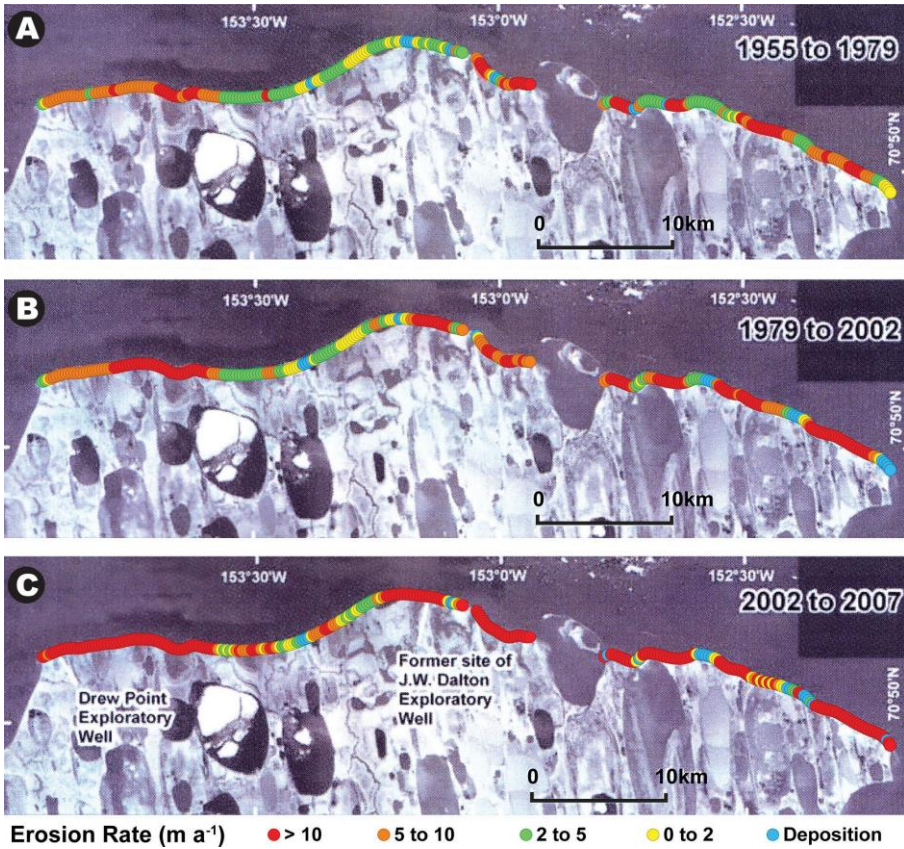 A
153°30'W
153°00'W
152°30'W
1955 to 1979
70°50'N
0
10km
B
153°30'W
153°00'W
152°30'W
1979 to 2002
70°50'N
0
10km
C
153°30'W
153°00'W
152°30'W
2002 to 2007
70°50'N
Drew Point
Exploratory
Well
Former site of
J.W. Dalton
Exploratory
Well
0
10km
Erosion Rate (m a⁻¹) > 10 5 to 10 2 to 5 0 to 2 Deposition